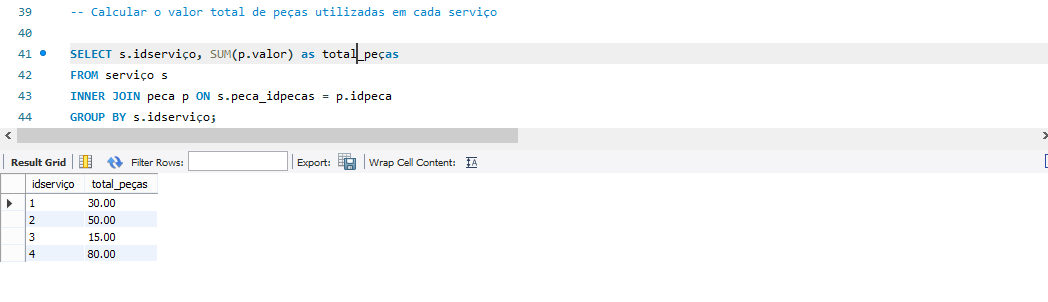 39 -- Calcular o valor total de peças utilizadas em cada serviço
40
41 SELECT s.idserviço, SUM(p.valor) as total_peças
42 FROM serviço s
43 INNER JOIN peca p ON s.peca_idpecas = p.idpeca
44 GROUP BY s.idserviço;
Result Grid Filter Rows: Export: Wrap Cell Content: IA
idserviço total_peças
1 30.00
2 50.00
3 15.00
4 80.00